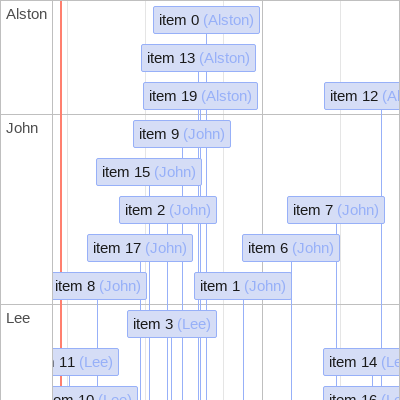 Alston
item 0 (Alston)
item 13 (Alston)
item 19 (Alston)
item 12 (Al
John
item 9 (John)
item 15 (John)
item 2 (John)
item 7 (John)
item 17 (John)
item 6 (John)
item 8 (John)
item 1 (John)
Lee
item 3 (Lee)
11 (Lee)
item 14 (Le
em 10 (Lee)
item 16 (Le